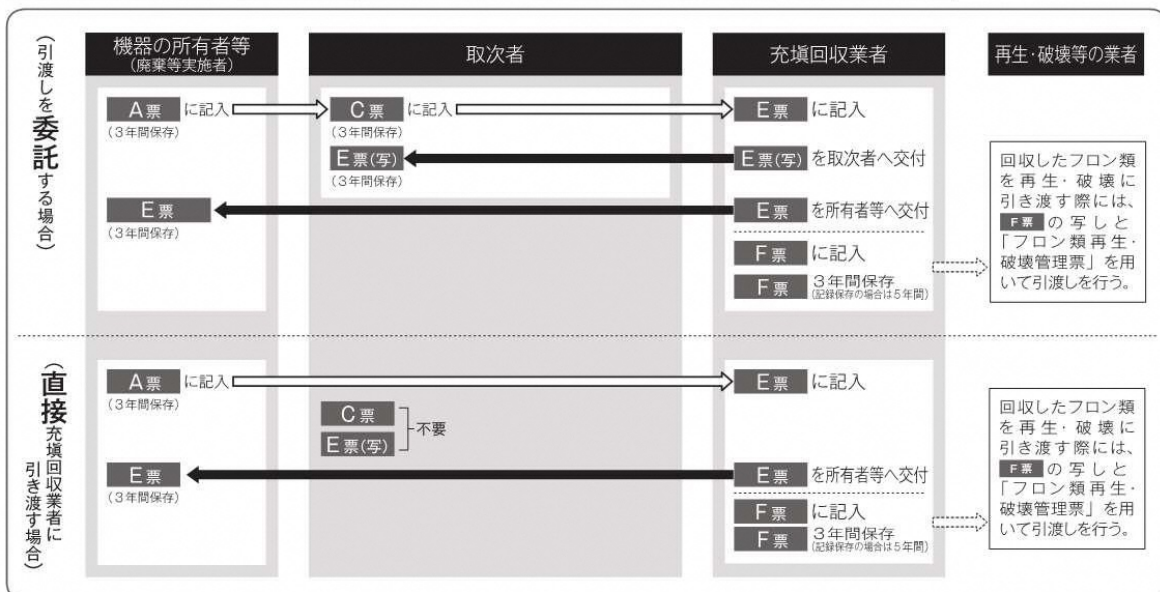 機器の所有者等
(廃棄等実施者)
取次者
充塡回収業者
再生・破壊等の業者
(引渡しを委託する場合)
A票 に記入
(3年間保存)
C票 に記入
(3年間保存)
E票 に記入
E票(写)
(3年間保存)
E票(写) を取次者へ交付
E票
(3年間保存)
E票 を所有者等へ交付
F票 に記入
F票 3年間保存
(記録保存の場合は5年間)
回収したフロン類
を再生・破壊に
引き渡す際には、
F票 の写しと
「フロン類再生・
破壊管理票」を用
いて引渡しを行う。
(直接充塡回収業者に
引き渡す場合)
A票 に記入
(3年間保存)
E票 に記入
C票
E票(写)
不要
E票
(3年間保存)
E票 を所有者等へ交付
F票 に記入
F票 3年間保存
(記録保存の場合は5年間)
回収したフロン類
を再生・破壊に
引き渡す際には、
F票 の写しと
「フロン類再生・
破壊管理票」を用
いて引渡しを行う。